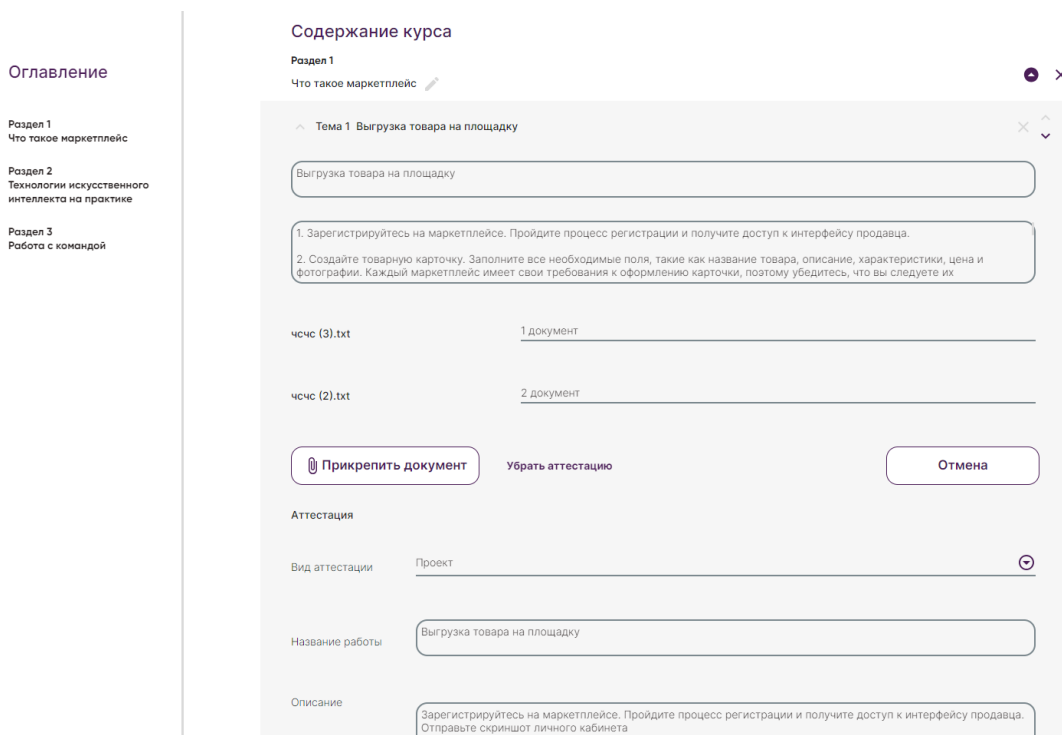 Оглавление
Раздел 1
Что такое маркетплейс
Раздел 2
Технологии искусственного
интеллекта на практике
Раздел 3
Работа с командой
Содержание курса
Раздел 1
Что такое маркетплейс
Тема 1 Выгрузка товара на площадку
Выгрузка товара на площадку
1. Зарегистрируйтесь на маркетплейсе. Пройдите процесс регистрации и получите доступ к интерфейсу продавца.
2. Создайте товарную карточку. Заполните все необходимые поля, такие как название товара, описание, характеристики, цена и
фотографии. Каждый маркетплейс имеет свои требования к оформлению карточки, поэтому убедитесь, что вы следуете их
чсчс (3).txt
1 документ
чсчс (2).txt
2 документ
Прикрепить документ
Убрать аттестацию
Отмена
Аттестация
Вид аттестации
Проект
Название работы
Выгрузка товара на площадку
Описание
Зарегистрируйтесь на маркетплейсе. Пройдите процесс регистрации и получите доступ к интерфейсу продавца.
Отправьте скриншот личного кабинета